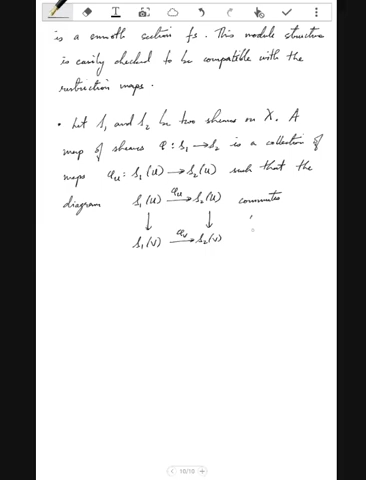 is a smooth section fs. This module structure
is easily checked to be compatible with the
restriction maps.
• Let S₁ and S₂ be two sheaves on X. A
map of sheaves φ: S₁ → S₂ is a collection of
maps φ_U: S₁(U) → S₂(U) such that the
diagram S₁(U) —φ_U→ S₂(U) commutes
↓ ↓
S₁(V) —φ_V→ S₂(V)
10/10